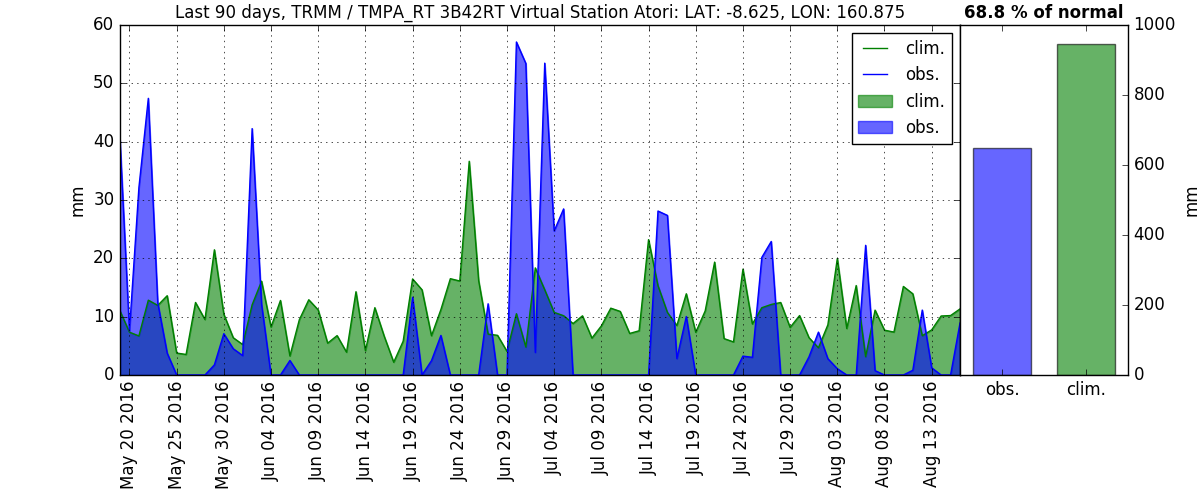 Last 90 days, TRMM / TMPA_RT 3B42RT Virtual Station Atori: LAT: -8.625, LON: 160.875
68.8 % of normal
60
50
40
30
20
10
0
mm
clim.
obs.
clim.
obs.
May 20 2016
May 25 2016
May 30 2016
Jun 04 2016
Jun 09 2016
Jun 14 2016
Jun 19 2016
Jun 24 2016
Jun 29 2016
Jul 04 2016
Jul 09 2016
Jul 14 2016
Jul 19 2016
Jul 24 2016
Jul 29 2016
Aug 03 2016
Aug 08 2016
Aug 13 2016
1000
800
600
400
200
0
mm
obs.
clim.